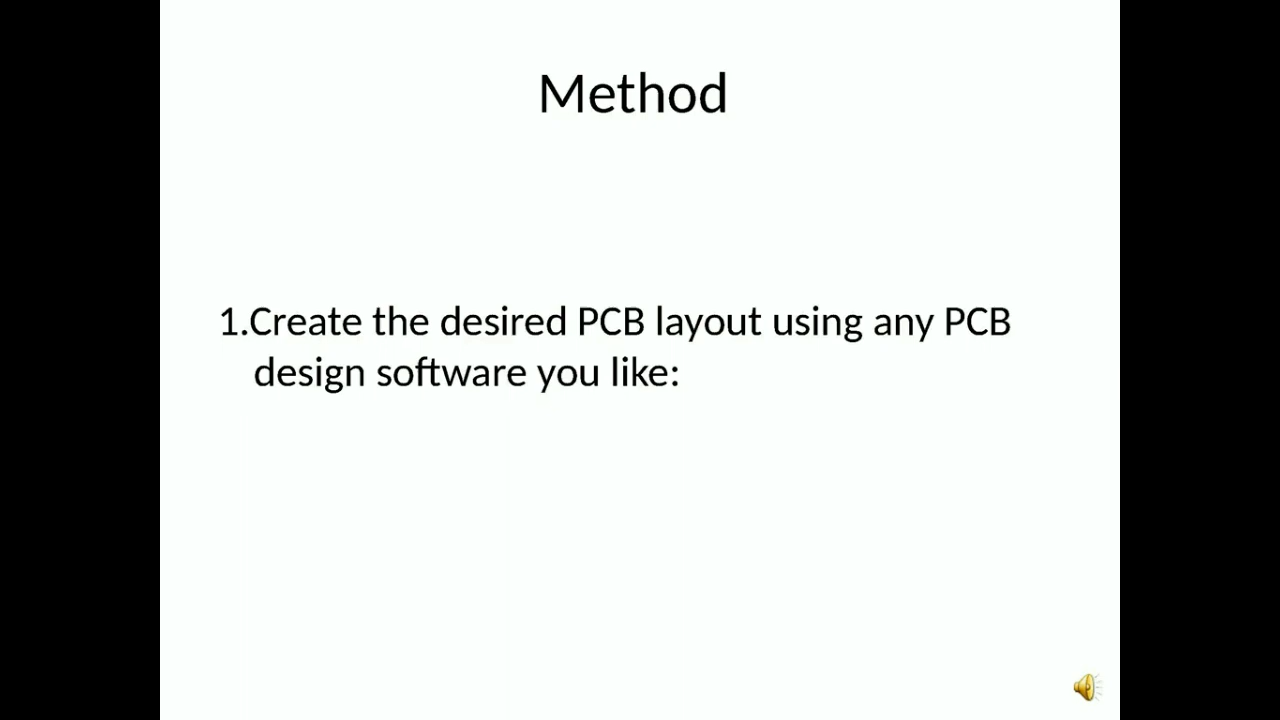 Method
1.Create the desired PCB layout using any PCB
design software you like: